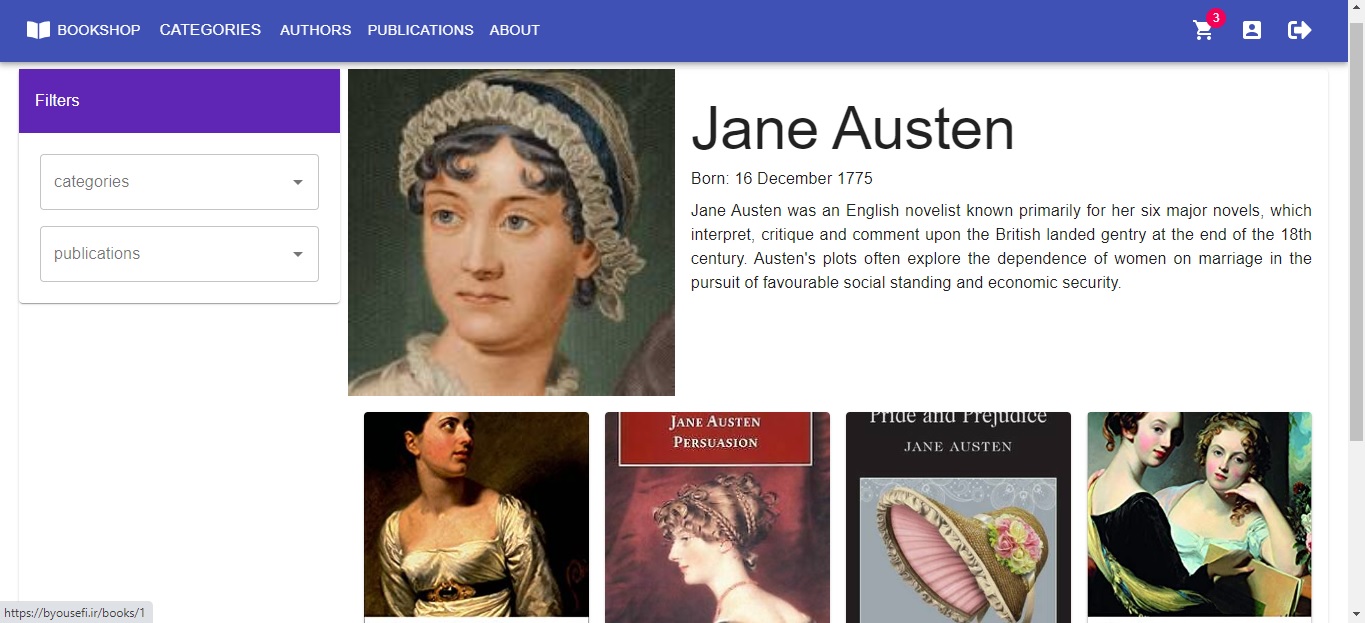 BOOKSHOP CATEGORIES AUTHORS PUBLICATIONS ABOUT 3
Filters
categories
publications
Jane Austen
Born: 16 December 1775
Jane Austen was an English novelist known primarily for her six major novels, which
interpret, critique and comment upon the British landed gentry at the end of the 18th
century. Austen's plots often explore the dependence of women on marriage in the
pursuit of favourable social standing and economic security.
JANE AUSTEN
PERSUASION
Pride and Prejudice
JANE AUSTEN
https://byousefi.ir/books/1